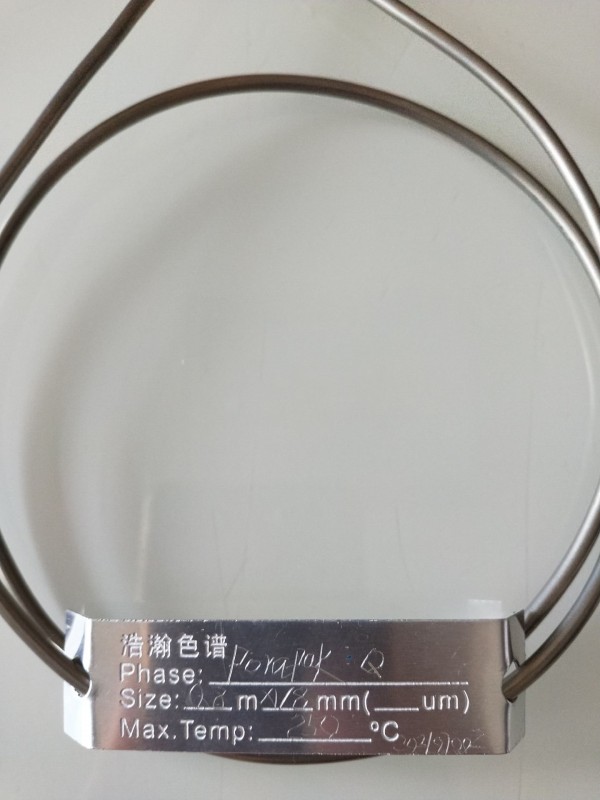 浩瀚色谱
Phase: Porapak Q
Size: m mm( um)
Max.Temp: °C